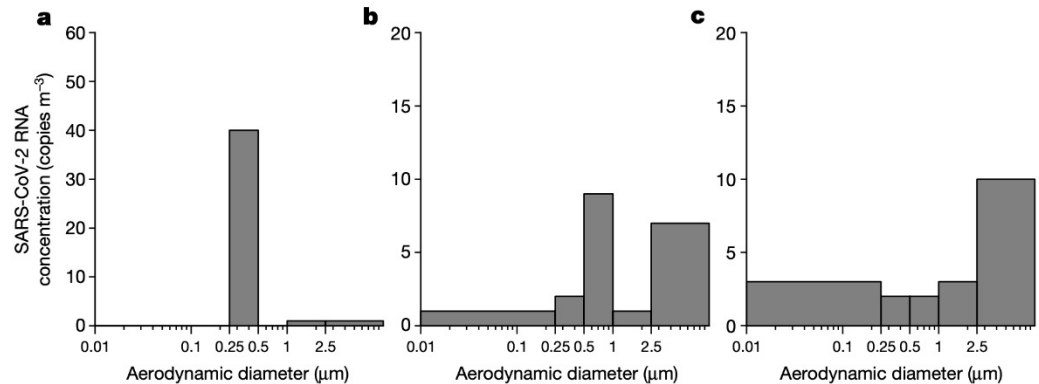 a
b
c
SARS-CoV-2 RNA
concentration (copies m⁻³)
60
50
40
30
20
10
0
0.01 0.1 0.25 0.5 1 2.5
Aerodynamic diameter (μm)
20
15
10
5
0
0.01 0.1 0.25 0.5 1 2.5
Aerodynamic diameter (μm)
20
15
10
5
0
0.01 0.1 0.25 0.5 1 2.5
Aerodynamic diameter (μm)